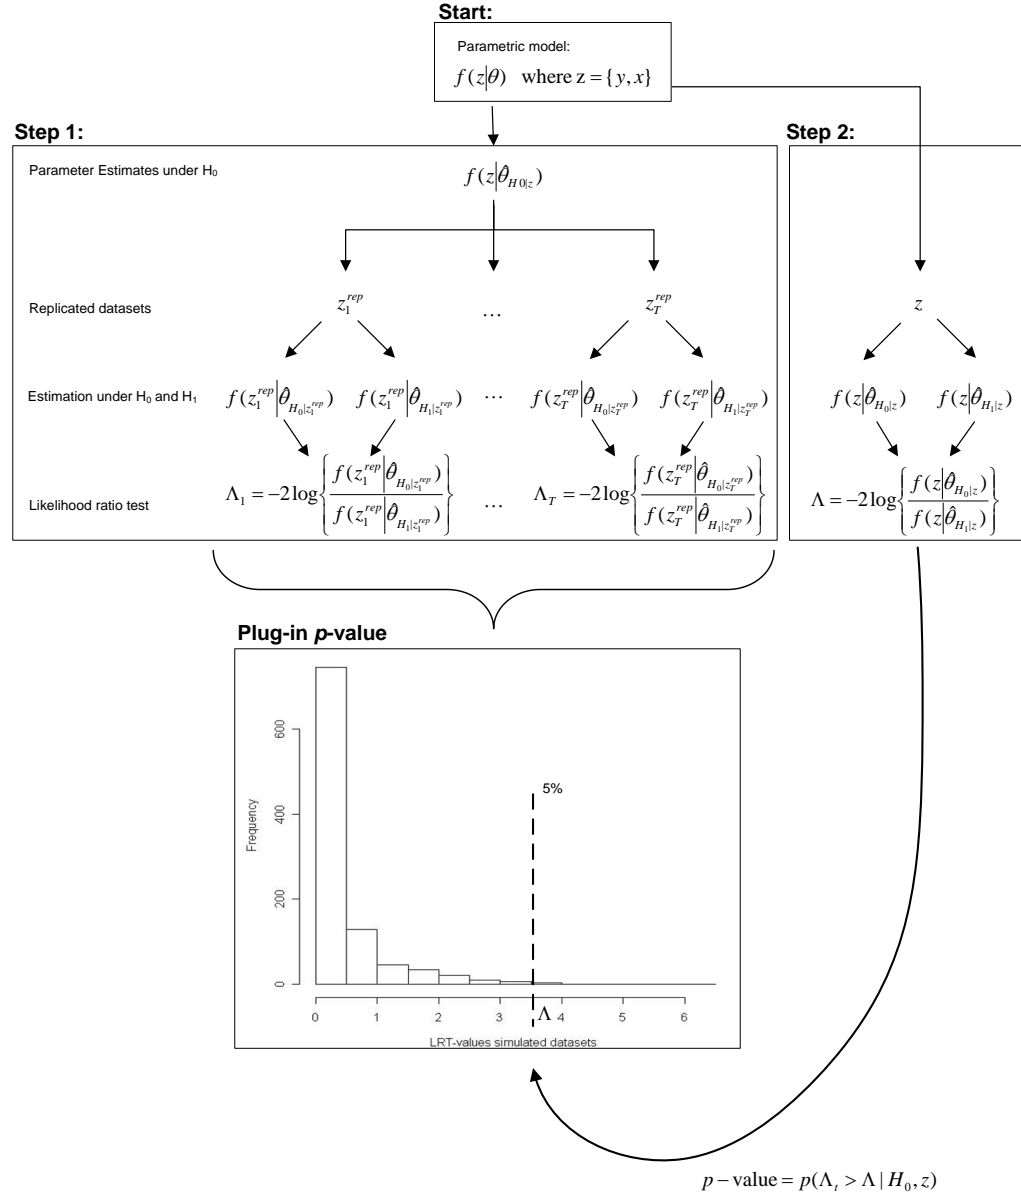 Start:
Parametric model:
f(z|θ) where z = {y, x}
Step 1:
Step 2:
Parameter Estimates under H₀
f(z|θ̂_{H0|z})
Replicated datasets
z₁^{rep} … z_T^{rep}
z
Estimation under H₀ and H₁
f(z₁^{rep}|θ̂_{H₀|z₁^{rep}}) f(z₁^{rep}|θ̂_{H₁|z₁^{rep}}) … f(z_T^{rep}|θ̂_{H₀|z_T^{rep}}) f(z_T^{rep}|θ̂_{H₁|z_T^{rep}})
f(z|θ̂_{H₀|z}) f(z|θ̂_{H₁|z})
Likelihood ratio test
Λ₁ = −2log{f(z₁^{rep}|θ̂_{H₀|z₁^{rep}}) / f(z₁^{rep}|θ̂_{H₁|z₁^{rep}})} … Λ_T = −2log{f(z_T^{rep}|θ̂_{H₀|z_T^{rep}}) / f(z_T^{rep}|θ̂_{H₁|z_T^{rep}})}
Λ = −2log{f(z|θ̂_{H₀|z}) / f(z|θ̂_{H₁|z})}
Plug-in p-value
Frequency
600
400
200
0
5%
0 1 2 3 4 5 6
Λ
LRT-values simulated datasets
p − value = p(Λ_t > Λ | H₀, z)